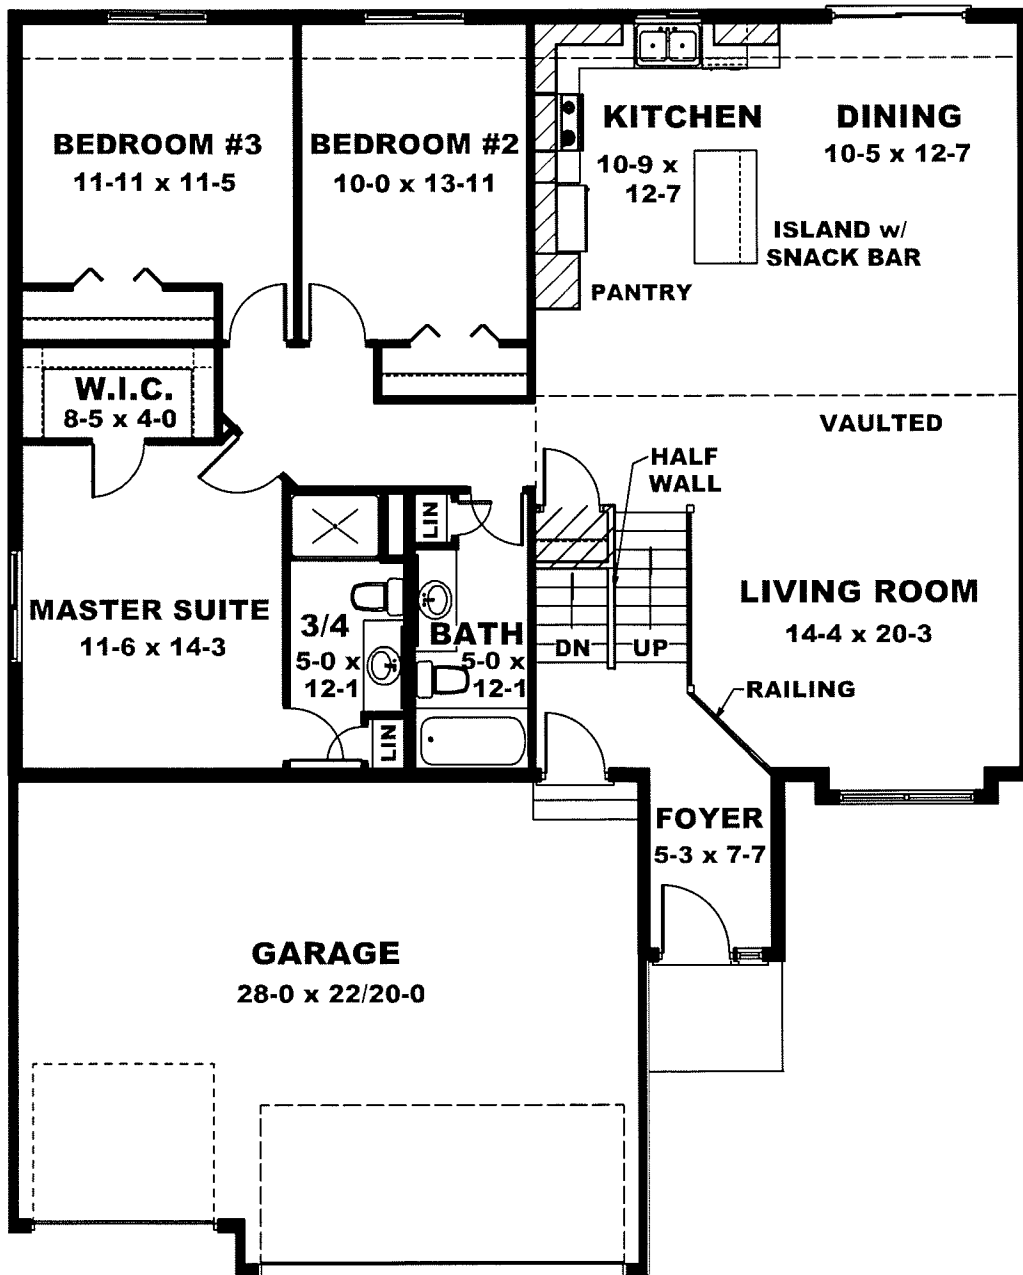 BEDROOM #3
11-11 x 11-5
BEDROOM #2
10-0 x 13-11
KITCHEN
10-9 x
12-7
DINING
10-5 x 12-7
ISLAND w/
SNACK BAR
PANTRY
W.I.C.
8-5 x 4-0
VAULTED
HALF
WALL
LIN
MASTER SUITE
11-6 x 14-3
3/4
5-0 x
12-1
BATH
5-0 x
12-1
DN
UP
LIVING ROOM
14-4 x 20-3
RAILING
LIN
FOYER
5-3 x 7-7
GARAGE
28-0 x 22/20-0